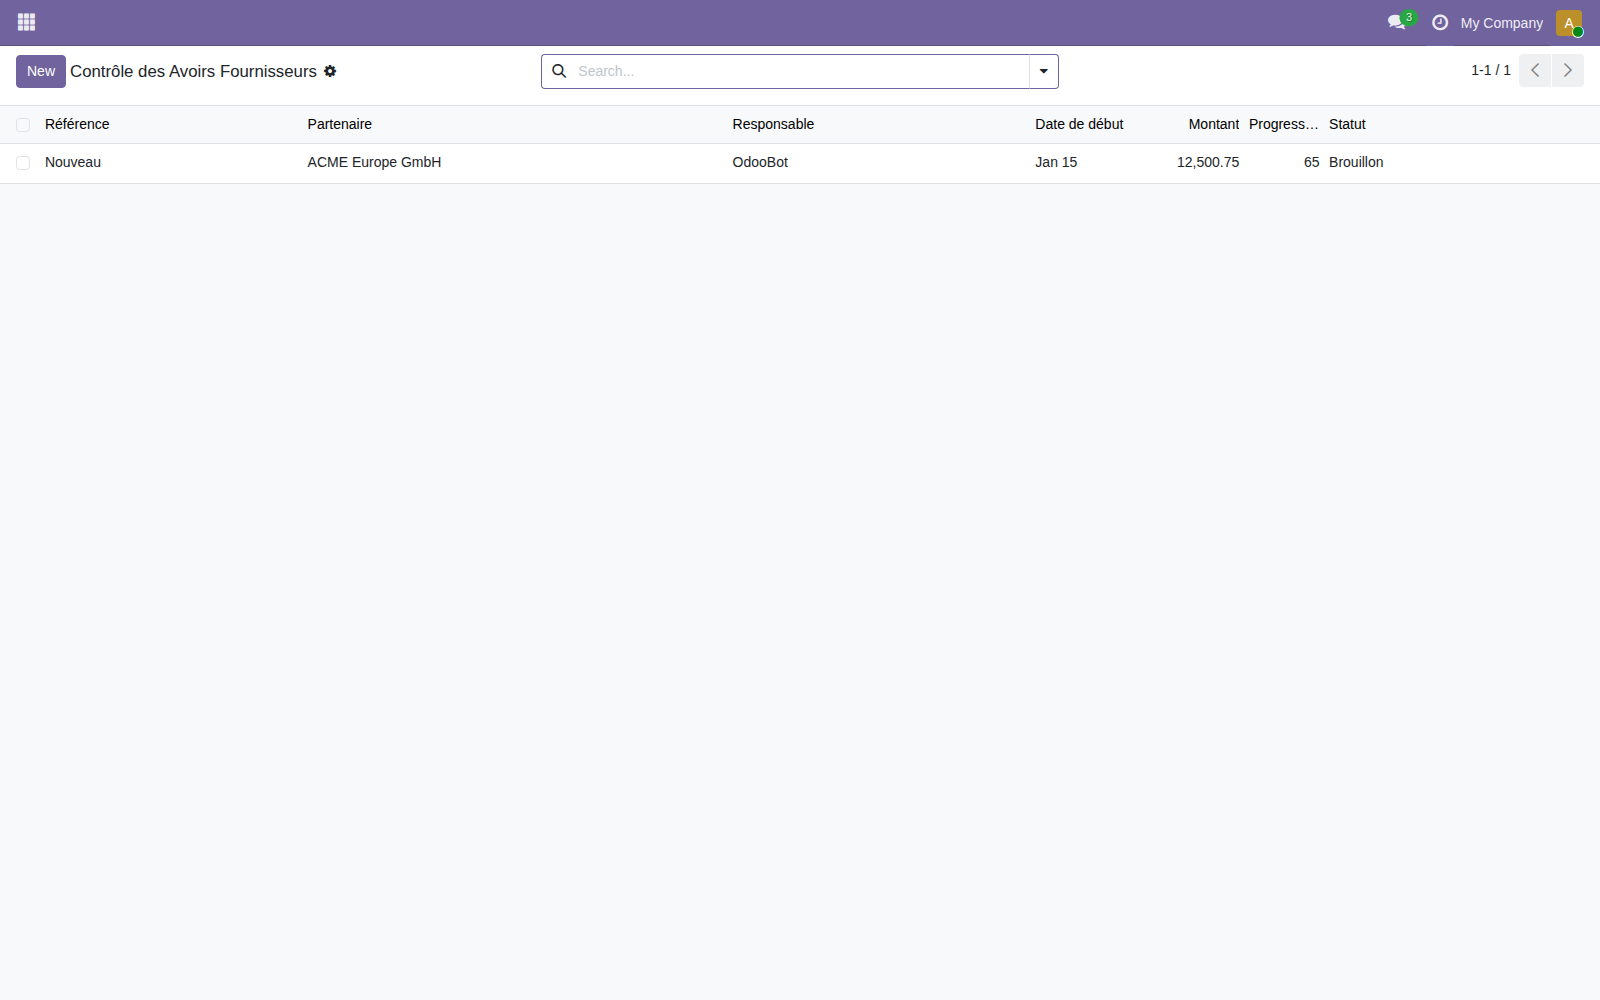 3
My Company
A
New
Contrôle des Avoirs Fournisseurs
Search...
1-1 / 1
Référence Partenaire Responsable Date de début Montant Progress… Statut
Nouveau ACME Europe GmbH OdooBot Jan 15 12,500.75 65 Brouillon